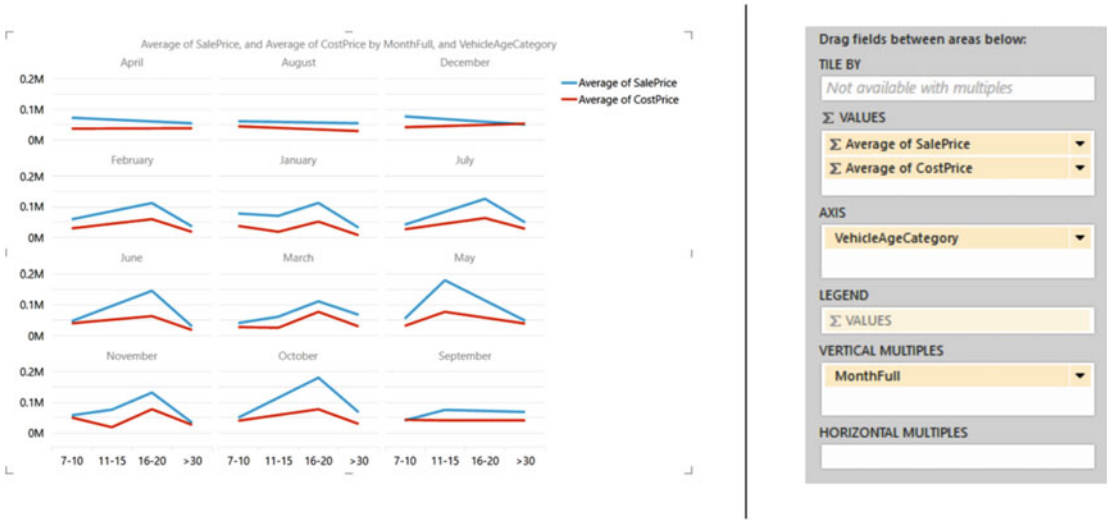 Average of SalePrice, and Average of CostPrice by MonthFull, and VehicleAgeCategory
April August December
0.2M
0.1M
0M
Average of SalePrice
Average of CostPrice
February January July
0.2M
0.1M
0M
June March May
0.2M
0.1M
0M
November October September
0.2M
0.1M
0M
7-10 11-15 16-20 >30 7-10 11-15 16-20 >30 7-10 11-15 16-20 >30
Drag fields between areas below:
TILE BY
Not available with multiples
Σ VALUES
Σ Average of SalePrice
Σ Average of CostPrice
AXIS
VehicleAgeCategory
LEGEND
Σ VALUES
VERTICAL MULTIPLES
MonthFull
HORIZONTAL MULTIPLES